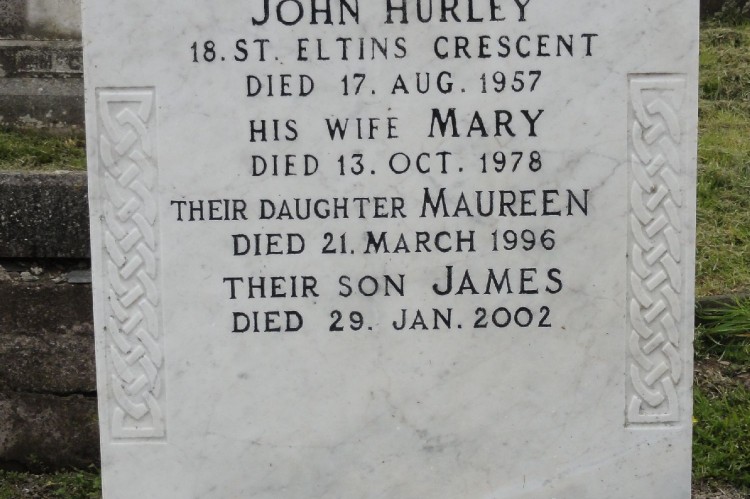 JOHN HURLEY
18. ST. ELTINS CRESCENT
DIED 17. AUG. 1957
HIS WIFE MARY
DIED 13. OCT. 1978
THEIR DAUGHTER MAUREEN
DIED 21. MARCH 1996
THEIR SON JAMES
DIED 29. JAN. 2002